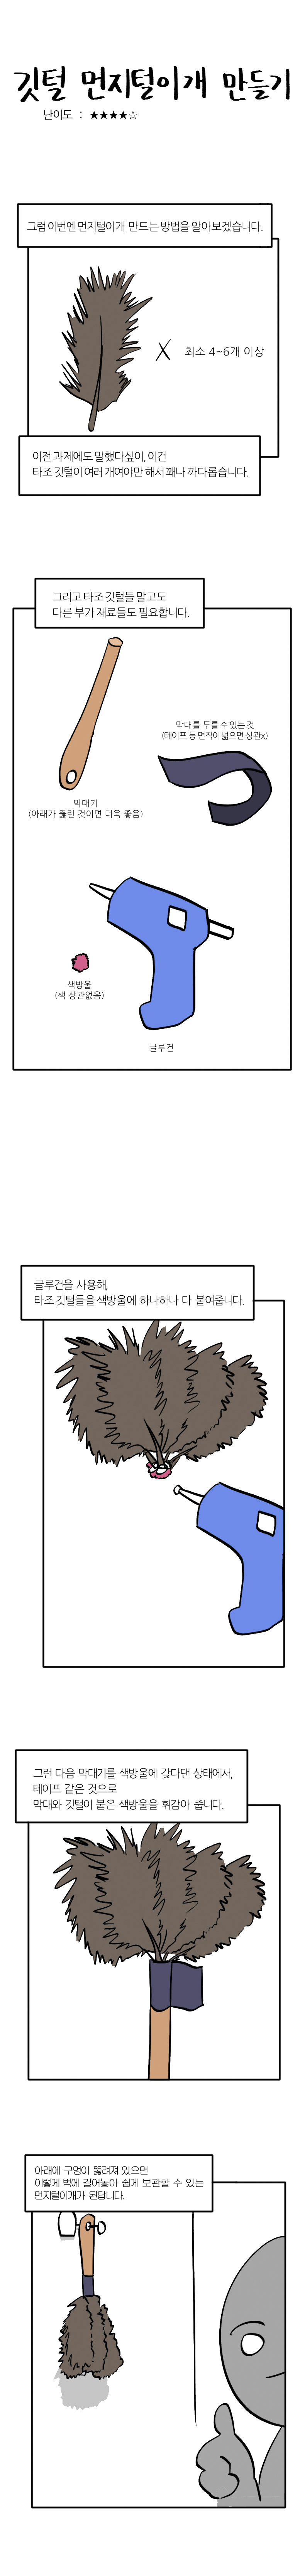 깃털 먼지털이개 만들기
난이도 : ★★★★☆
그럼 이번엔 먼지털이개 만드는 방법을 알아보겠습니다.
X 최소 4~6개 이상
이전 과제에도 말했다싶이, 이건
타조 깃털이 여러 개여야만 해서 꽤나 까다롭습니다.
그리고 타조 깃털들 말고도
다른 부가 재료들도 필요합니다.
막대기
(아래가 뚫린 것이면 더욱 좋음)
막대를 두를 수 있는 것
(테이프 등 면적이 넓으면 상관x)
색방울
(색 상관없음)
글루건
글루건을 사용해,
타조 깃털들을 색방울에 하나하나 다 붙여줍니다.
그런 다음 막대기를 색방울에 갖다댄 상태에서,
테이프 같은 것으로
막대와 깃털이 붙은 색방울을 휘감아 줍니다.
아래에 구멍이 뚫려져 있으면
이렇게 벽에 걸어놓아 쉽게 보관할 수 있는
먼지털이개가 된답니다.